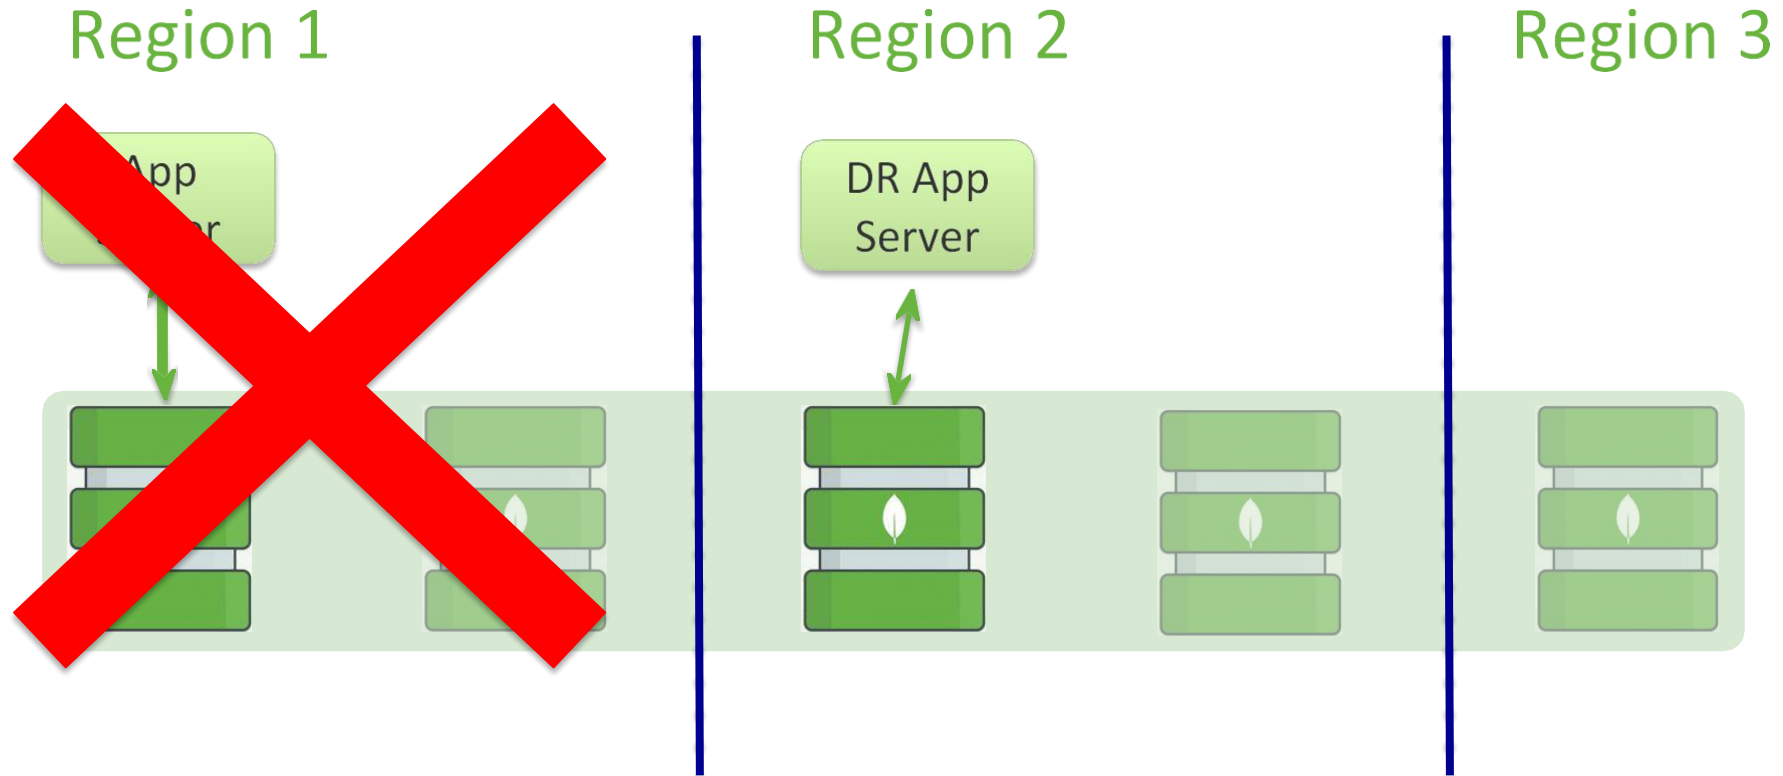 Region 1
Region 2
Region 3
App
DR App
Server